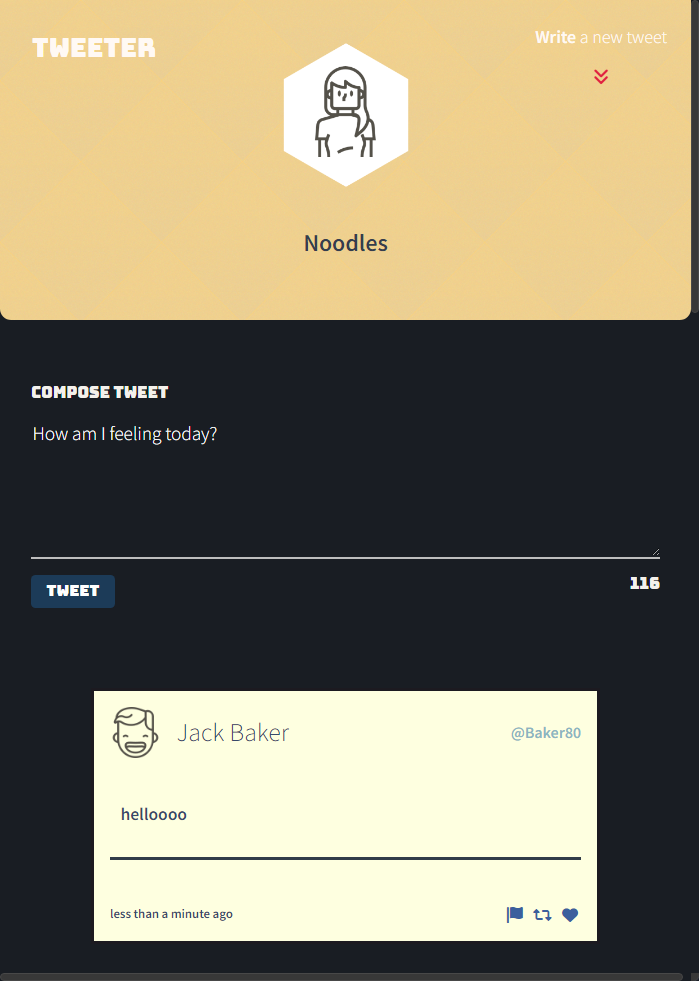 TWEETER
Write a new tweet
Noodles
COMPOSE TWEET
How am I feeling today?
TWEET
116
Jack Baker
@Baker80
helloooo
less than a minute ago